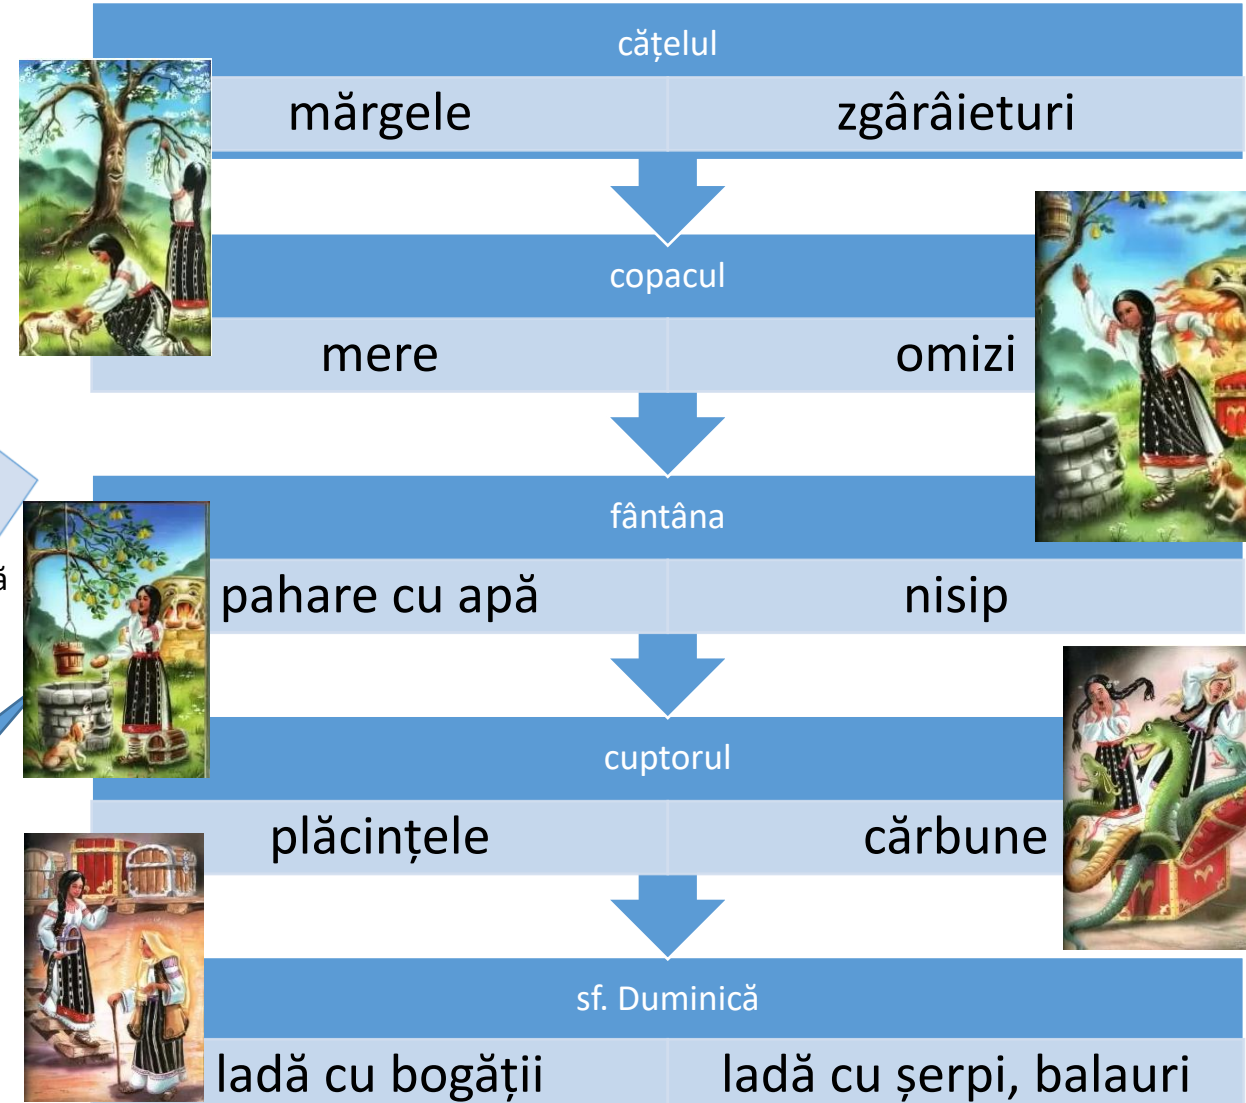 cățelul
mărgele zgârâieturi
copacul
mere omizi
fântâna
ă
pahare cu apă nisip
cuptorul
plăcințele cărbune
sf. Duminică
ladă cu bogății ladă cu șerpi, balauri